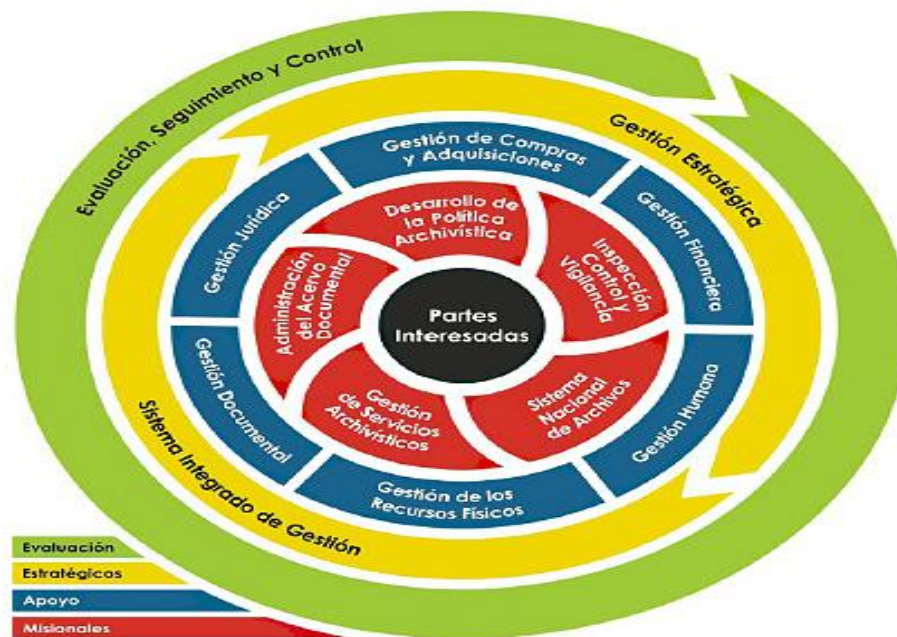 Evaluación, Seguimiento y Control
Gestión Estratégica
Sistema Integrado de Gestión
Gestión de Compras
y Adquisiciones
Gestión Financiera
Gestión Humano
Gestión de los
Recursos Físicos
Gestión Documental
Gestión Jurídica
Desarrollo de
la Política
Archivística
Inspección
Control y
Vigilancia
Sistema
Nacional
de Archivos
Gestión
de Servicios
Archivísticos
Administración
del Acervo
Documental
Partes
Interesadas
Evaluación
Estratégicos
Apoyo
Misionales